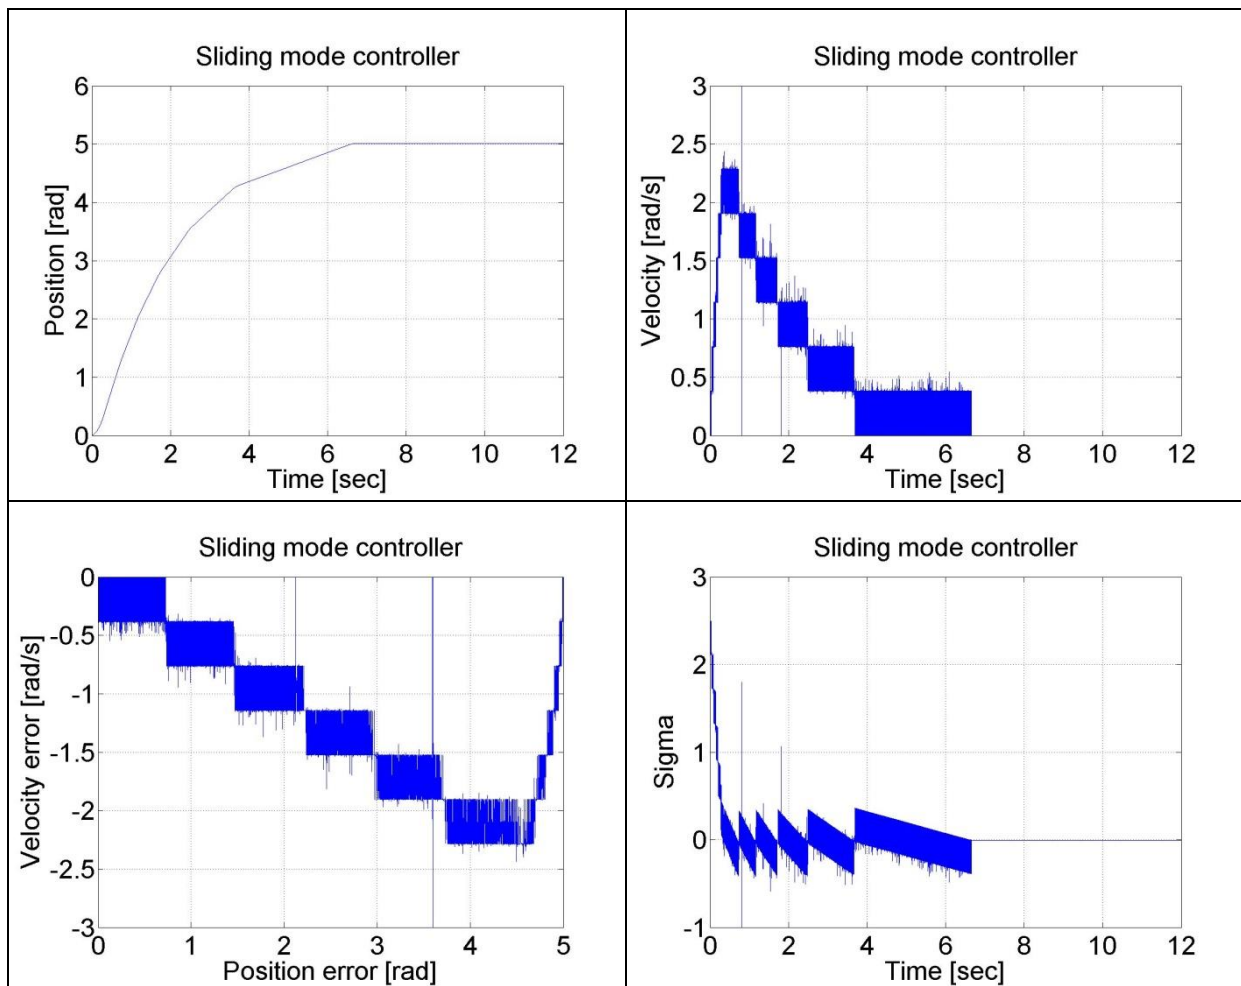 Sliding mode controller
6
5
4
3
2
1
0
Position [rad]
0 2 4 6 8 10 12
Time [sec]
Sliding mode controller
3
2.5
2
1.5
1
0.5
0
Velocity [rad/s]
0 2 4 6 8 10 12
Time [sec]
Sliding mode controller
0
-0.5
-1
-1.5
-2
-2.5
-3
Velocity error [rad/s]
0 1 2 3 4 5
Position error [rad]
Sliding mode controller
3
2
1
0
-1
Sigma
0 2 4 6 8 10 12
Time [sec]